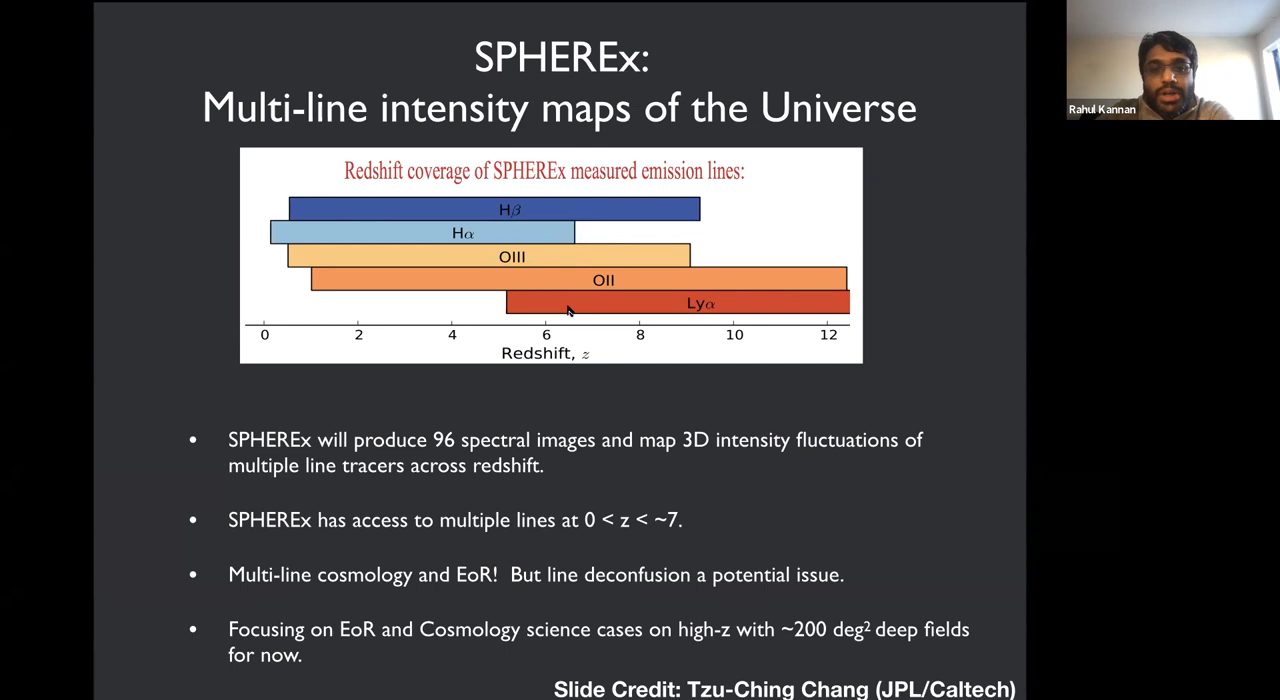 SPHEREx:
Multi-line intensity maps of the Universe
Rahul Kannan
Redshift coverage of SPHEREx measured emission lines:
Hβ
Hα
OIII
OII
Lyα
0 2 4 6 8 10 12
Redshift, z
• SPHEREx will produce 96 spectral images and map 3D intensity fluctuations of
multiple line tracers across redshift.
• SPHEREx has access to multiple lines at 0 < z < ~7.
• Multi-line cosmology and EoR! But line deconfusion a potential issue.
• Focusing on EoR and Cosmology science cases on high-z with ~200 deg² deep fields
for now.
Slide Credit: Tzu-Ching Chang (JPL/Caltech)